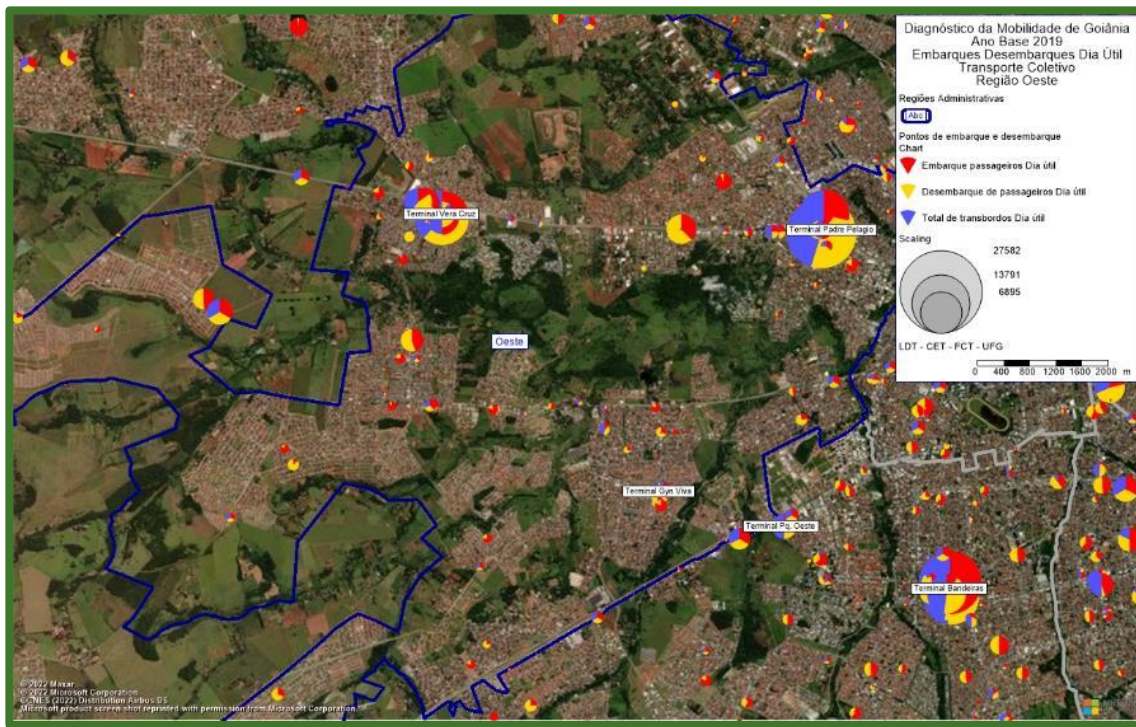 Diagnóstico da Mobilidade de Goiânia
Ano Base 2019
Embarques Desembarques Dia Útil
Transporte Coletivo
Região Oeste
Regiões Administrativas
Abc
Pontos de embarque e desembarque
Chart
Embarque passageiros Dia útil
Desembarque de passageiros Dia útil
Total de transbordos Dia útil
Scaling
27582
13791
6895
LDT - CET - FCT - UFG
0 400 800 1200 1600 2000 m
Terminal Vera Cruz
Terminal Padre Pelagio
Oeste
Terminal Gyn Viva
Terminal Pq. Oeste
Terminal Bandeiras
© 2022 Maxar
© 2022 Microsoft Corporation
©CNES (2022) Distribution Airbus DS
Microsoft product screen shot reprinted with permission from Microsoft Corporation